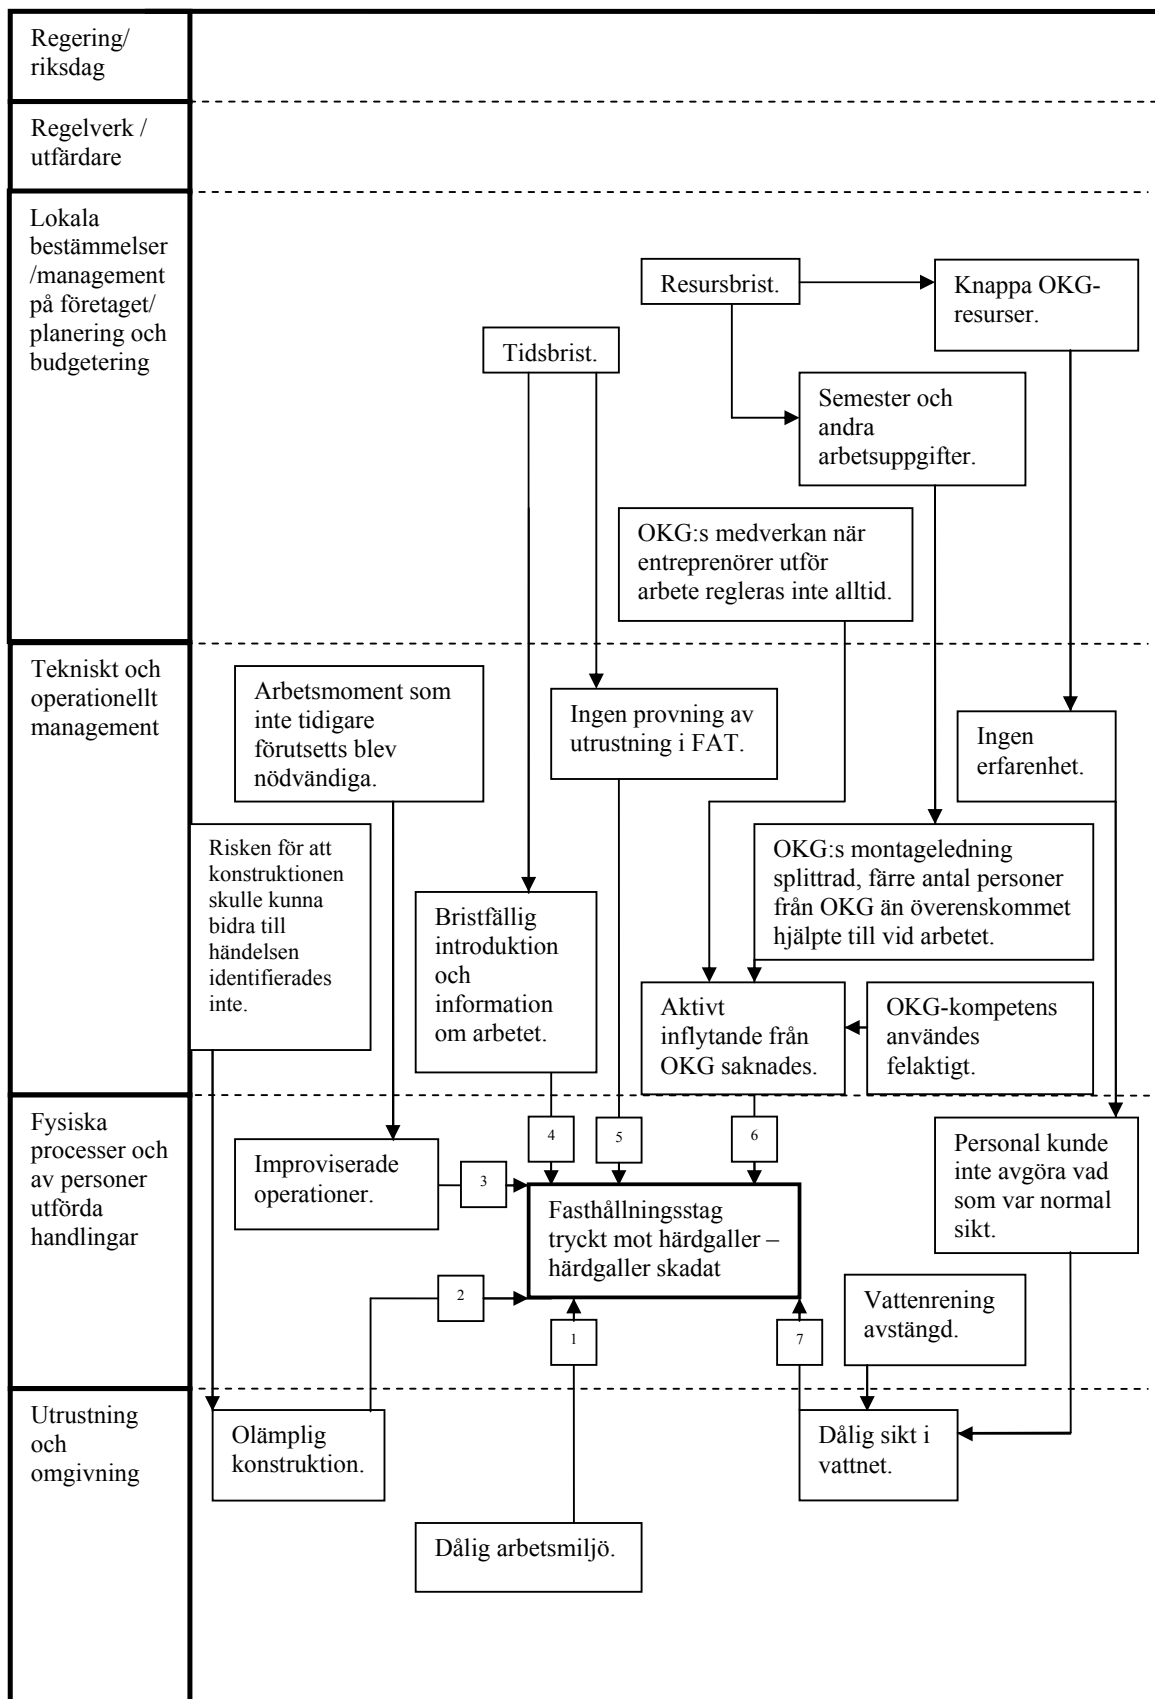 Regering/
riksdag
Regelverk /
utfärdare
Lokala
bestämmelser
/management
på företaget/
planering och
budgetering
Resursbrist.
Knappa OKG-
resurser.
Tidsbrist.
Semester och
andra
arbetsuppgifter.
OKG:s medverkan när
entreprenörer utför
arbete regleras inte alltid.
Tekniskt och
operationellt
management
Arbetsmoment som
inte tidigare
förutsetts blev
nödvändiga.
Ingen provning av
utrustning i FAT.
Ingen
erfarenhet.
Risken för att
konstruktionen
skulle kunna
bidra till
händelsen
identifierades
inte.
Bristfällig
introduktion
och
information
om arbetet.
OKG:s montageledning
splittrad, färre antal personer
från OKG än överenskommet
hjälpte till vid arbetet.
Aktivt
inflytande från
OKG saknades.
OKG-kompetens
användes
felaktigt.
Fysiska
processer och
av personer
utförda
handlingar
4
5
6
Improviserade
operationer.
3
Personal kunde
inte avgöra vad
som var normal
sikt.
Fasthållningsstag
tryckt mot härdgaller –
härdgaller skadat
2
1
7
Vattenrening
avstängd.
Utrustning
och
omgivning
Olämplig
konstruktion.
Dålig sikt i
vattnet.
Dålig arbetsmiljö.